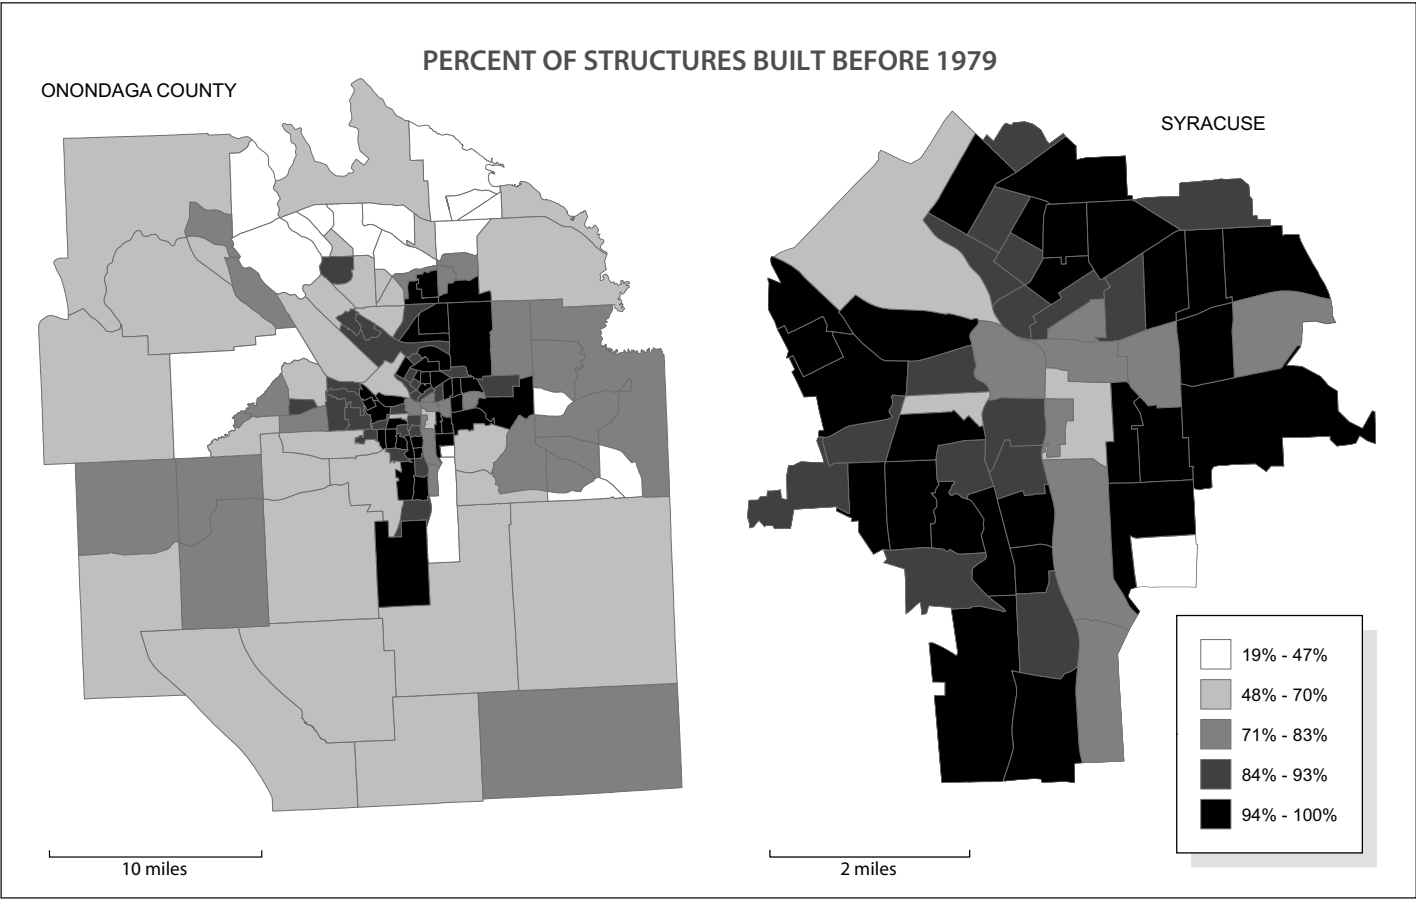 PERCENT OF STRUCTURES BUILT BEFORE 1979
ONONDAGA COUNTY
SYRACUSE
19% - 47%
48% - 70%
71% - 83%
84% - 93%
94% - 100%
10 miles
2 miles